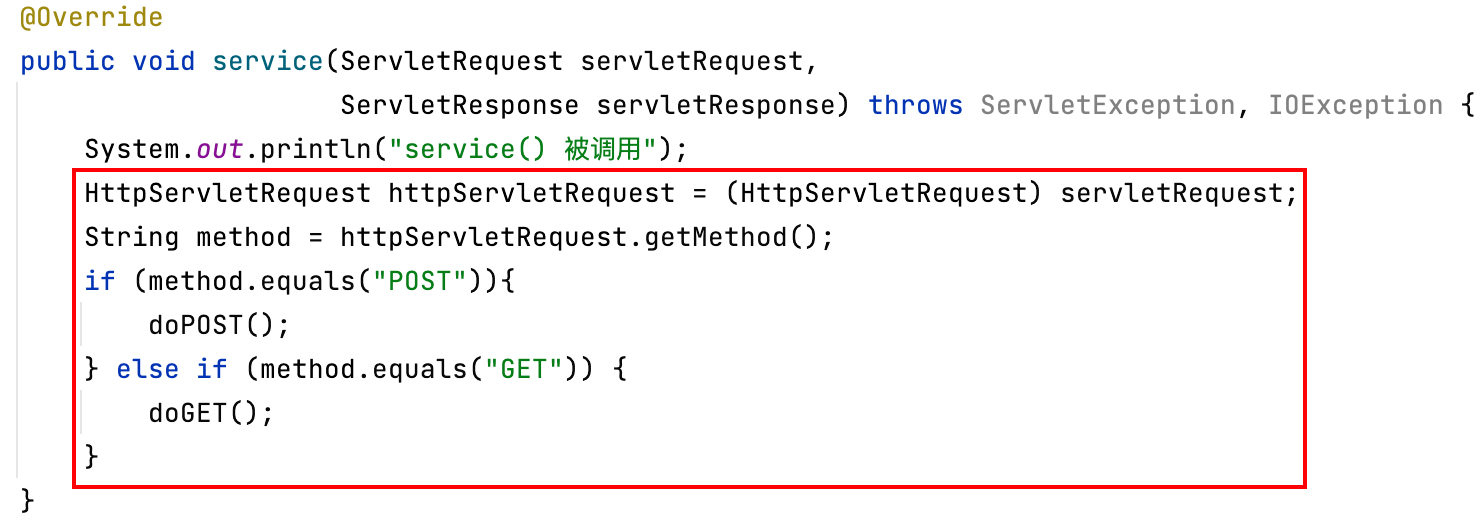 @Override
public void service(ServletRequest servletRequest,
                    ServletResponse servletResponse) throws ServletException, IOException {
    System.out.println("service() 被调用");
    HttpServletRequest httpServletRequest = (HttpServletRequest) servletRequest;
    String method = httpServletRequest.getMethod();
    if (method.equals("POST")){
        doPOST();
    } else if (method.equals("GET")) {
        doGET();
    }
}